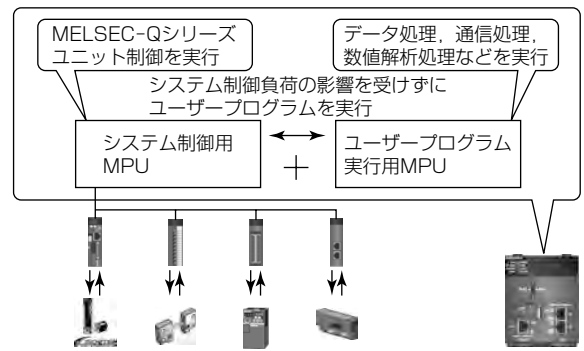 MELSEC-Qシリーズ
ユニット制御を実行
データ処理，通信処理，
数値解析処理などを実行
システム制御負荷の影響を受けずに
ユーザープログラムを実行
システム制御用
MPU
+
ユーザープログラム
実行用MPU